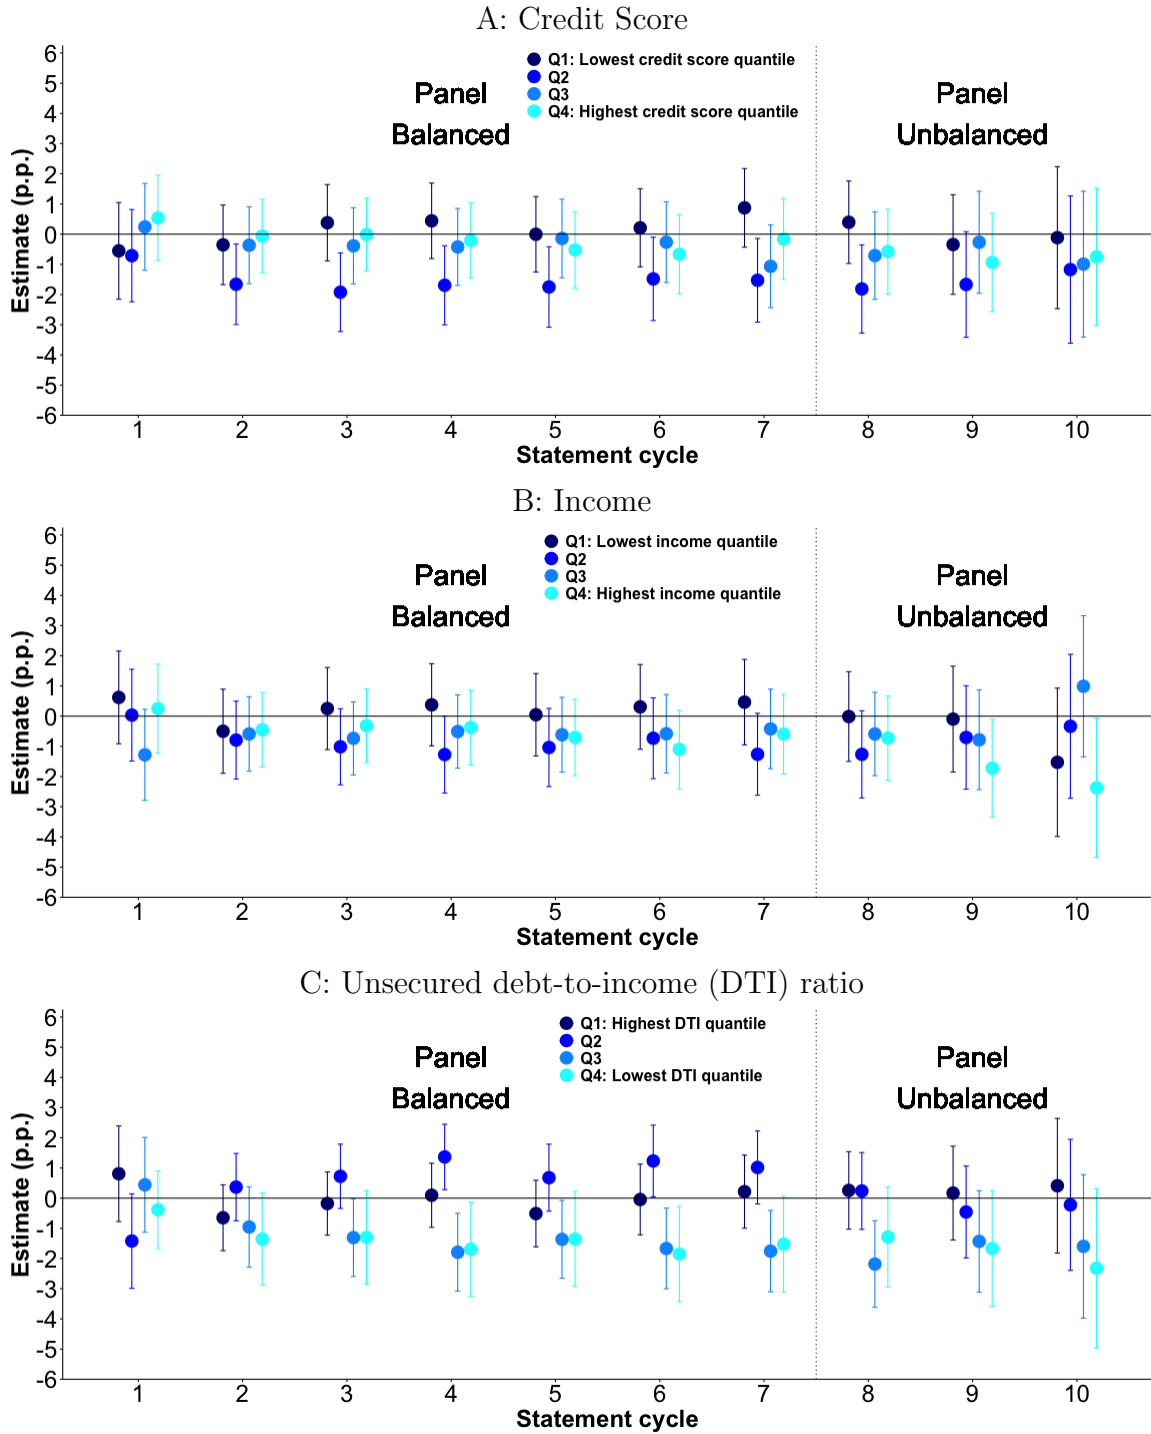 A: Credit Score
Q1: Lowest credit score quantile
Q2
Q3
Q4: Highest credit score quantile
Panel
Balanced
Panel
Unbalanced
Estimate (p.p.)
6
5
4
3
2
1
0
-1
-2
-3
-4
-5
-6
1 2 3 4 5 6 7 8 9 10
Statement cycle
B: Income
Q1: Lowest income quantile
Q2
Q3
Q4: Highest income quantile
Panel
Balanced
Panel
Unbalanced
Estimate (p.p.)
6
5
4
3
2
1
0
-1
-2
-3
-4
-5
-6
1 2 3 4 5 6 7 8 9 10
Statement cycle
C: Unsecured debt-to-income (DTI) ratio
Q1: Highest DTI quantile
Q2
Q3
Q4: Lowest DTI quantile
Panel
Balanced
Panel
Unbalanced
Estimate (p.p.)
6
5
4
3
2
1
0
-1
-2
-3
-4
-5
-6
1 2 3 4 5 6 7 8 9 10
Statement cycle